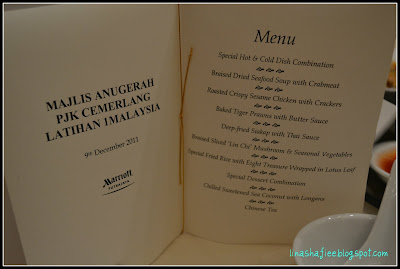 MAJLIS ANUGERAH
PJK CEMERLANG
LATIHAN 1MALAYSIA
9TH December 2011
Marriott
PUTRAJAYA
Menu
Special Hot & Cold Dish Combination
Braised Dried Seafood Soup with Crabmeat
Roasted Crispy Sesame Chicken with Crackers
Baked Tiger Prawns with Butter Sauce
Deep-fried Siakap with Thai Sauce
Braised Sliced 'Lin Chi' Mushroom & Seasonal Vegetables
Special Fried Rice with Eight Treasure Wrapped in Lotus Leaf
Special Dessert Combination
Chilled Sweetened Sea Coconut with Longans
Chinese Tea
linashajiee.blogspot.com